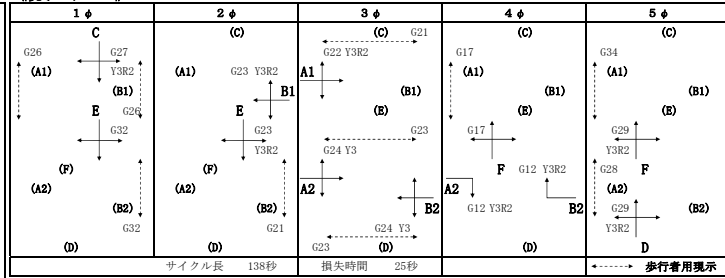 1φ 2φ 3φ 4φ 5φ
C (C) (C) (C) (C)
G21
G26 G27 G22 Y3R2 G17 G34
Y3R2
(A1) (A1) G23 Y3R2 A1 (A1) (A1)
(B1) B1 (B1) (B1) (B1)
G26
E E (E) (E) (E)
G32 G23 G23 G17 G29
Y3R2 G24 Y3 Y3R2
(F) (F) F F
G12 Y3R2 G28
(A2) (A2) A2 A2 (A2)
(B2) (B2) B2 B2 (B2)
G12 Y3R2 G29
G32 G21 G24 Y3 Y3R2
G23
(D) (D) (D) (D) D
サイクル長 138秒 損失時間 25秒 歩行者用現示